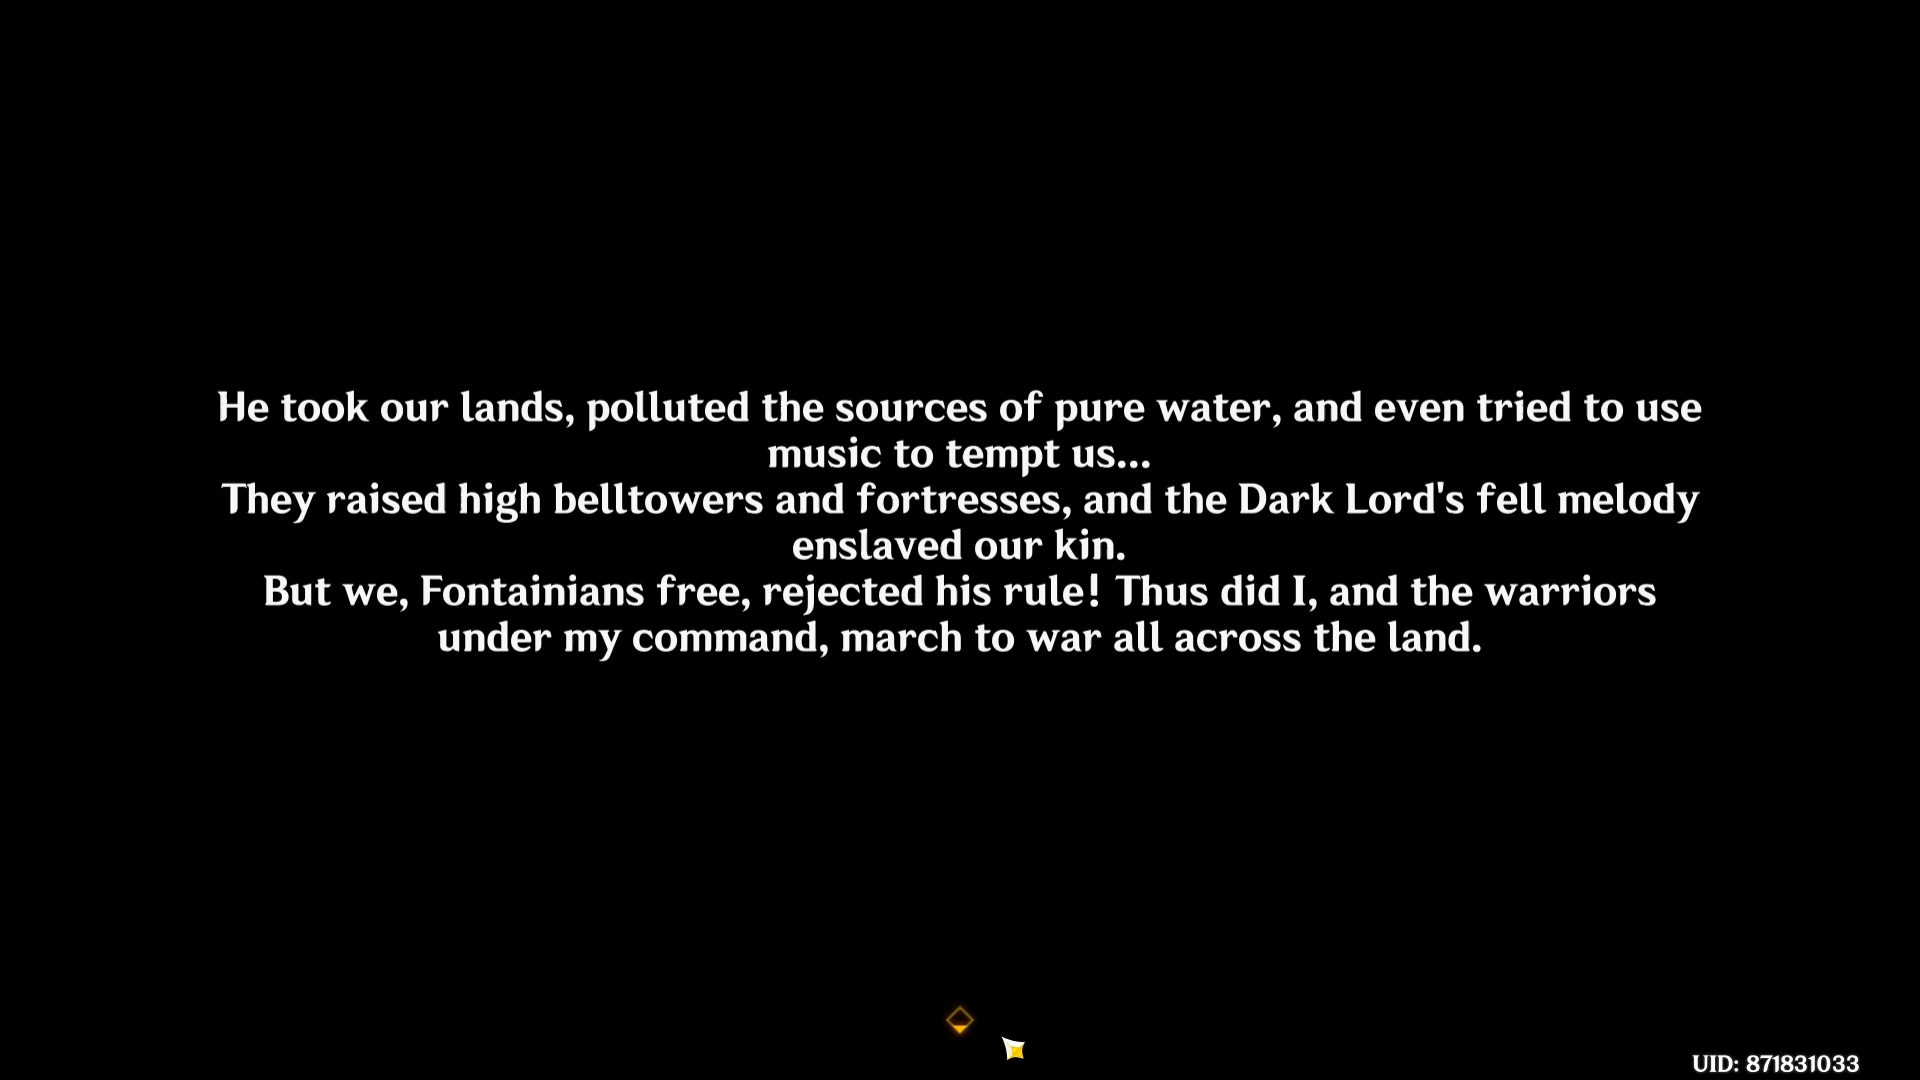 He took our lands, polluted the sources of pure water, and even tried to use
music to tempt us...
They raised high belltowers and fortresses, and the Dark Lord's fell melody
enslaved our kin.
But we, Fontainians free, rejected his rule! Thus did I, and the warriors
under my command, march to war all across the land.
UID: 871831033